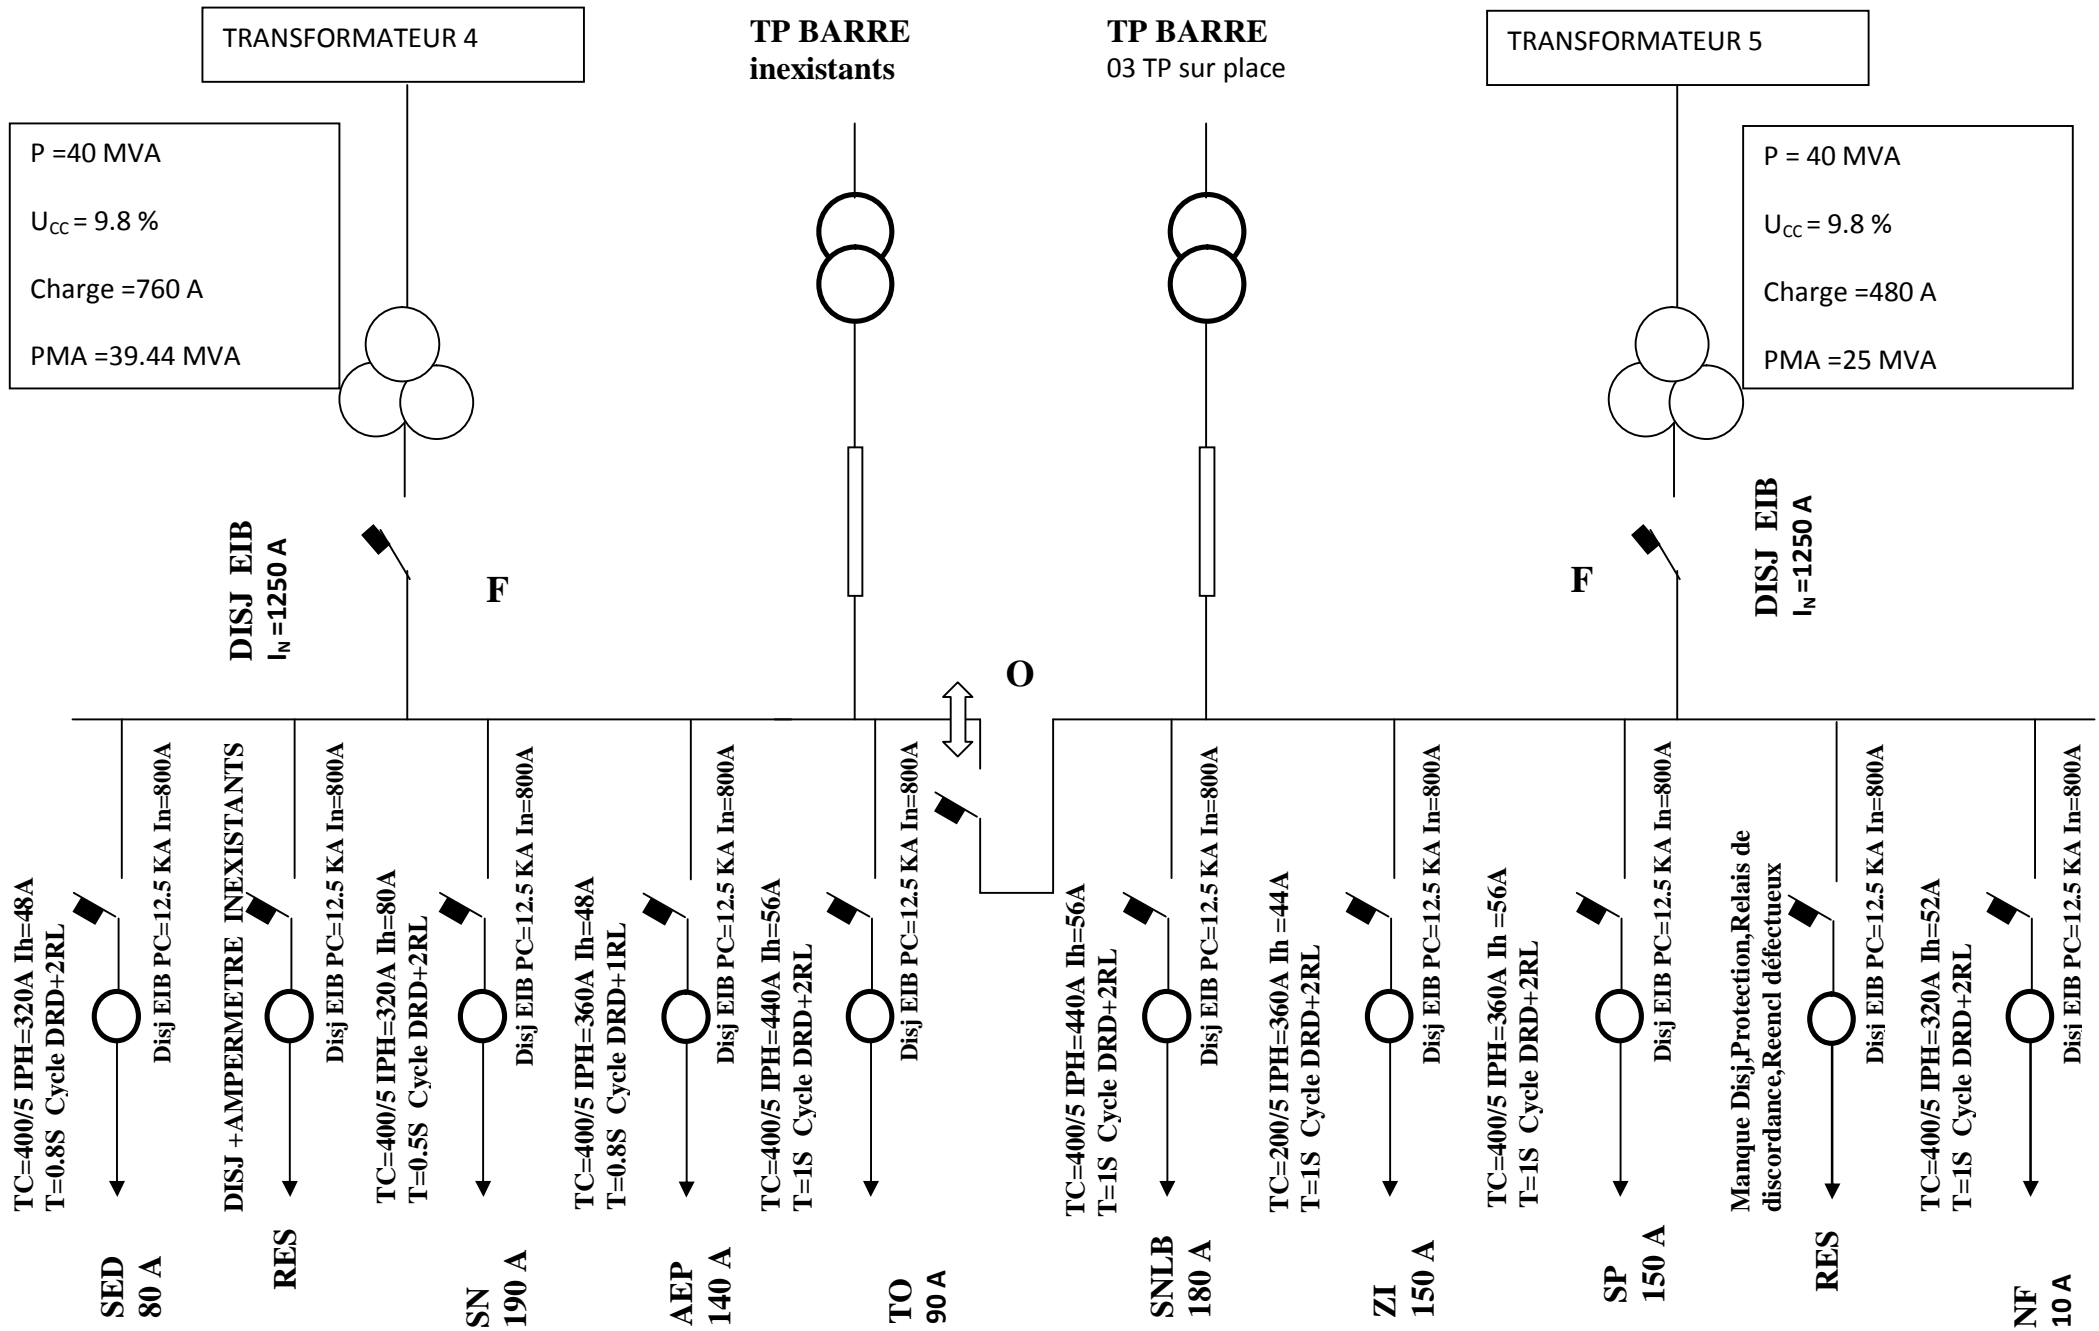 TRANSFORMATEUR 4
TP BARRE
inexistants
TP BARRE
03 TP sur place
TRANSFORMATEUR 5
P =40 MVA
UCC = 9.8 %
Charge =760 A
PMA =39.44 MVA
P = 40 MVA
UCC = 9.8 %
Charge =480 A
PMA =25 MVA
DISJ EIB
IN =1250 A
F
F
DISJ EIB
IN =1250 A
O
TC=400/5 IPH=320A Ih=48A
T=0.8S Cycle DRD+2RL
Disj EIB PC=12.5 KA In=800A
SED
80 A
DISJ +AMPERMETRE INEXISTANTS
Disj EIB PC=12.5 KA In=800A
RES
TC=400/5 IPH=320A Ih=80A
T=0.5S Cycle DRD+2RL
Disj EIB PC=12.5 KA In=800A
SN
190 A
TC=400/5 IPH=360A Ih=48A
T=0.8S Cycle DRD+1RL
Disj EIB PC=12.5 KA In=800A
AEP
140 A
TC=400/5 IPH=440A Ih=56A
T=1S Cycle DRD+2RL
Disj EIB PC=12.5 KA In=800A
TO
90 A
TC=400/5 IPH=440A Ih=56A
T=1S Cycle DRD+2RL
Disj EIB PC=12.5 KA In=800A
SNLB
180 A
TC=200/5 IPH=360A Ih =44A
T=1S Cycle DRD+2RL
Disj EIB PC=12.5 KA In=800A
ZI
150 A
TC=400/5 IPH=360A Ih =56A
T=1S Cycle DRD+2RL
Disj EIB PC=12.5 KA In=800A
SP
150 A
Manque Disj,Protection,Relais de
discordance,Reencl défectueux
Disj EIB PC=12.5 KA In=800A
RES
TC=400/5 IPH=320A Ih=52A
T=1S Cycle DRD+2RL
Disj EIB PC=12.5 KA In=800A
NF
10 A